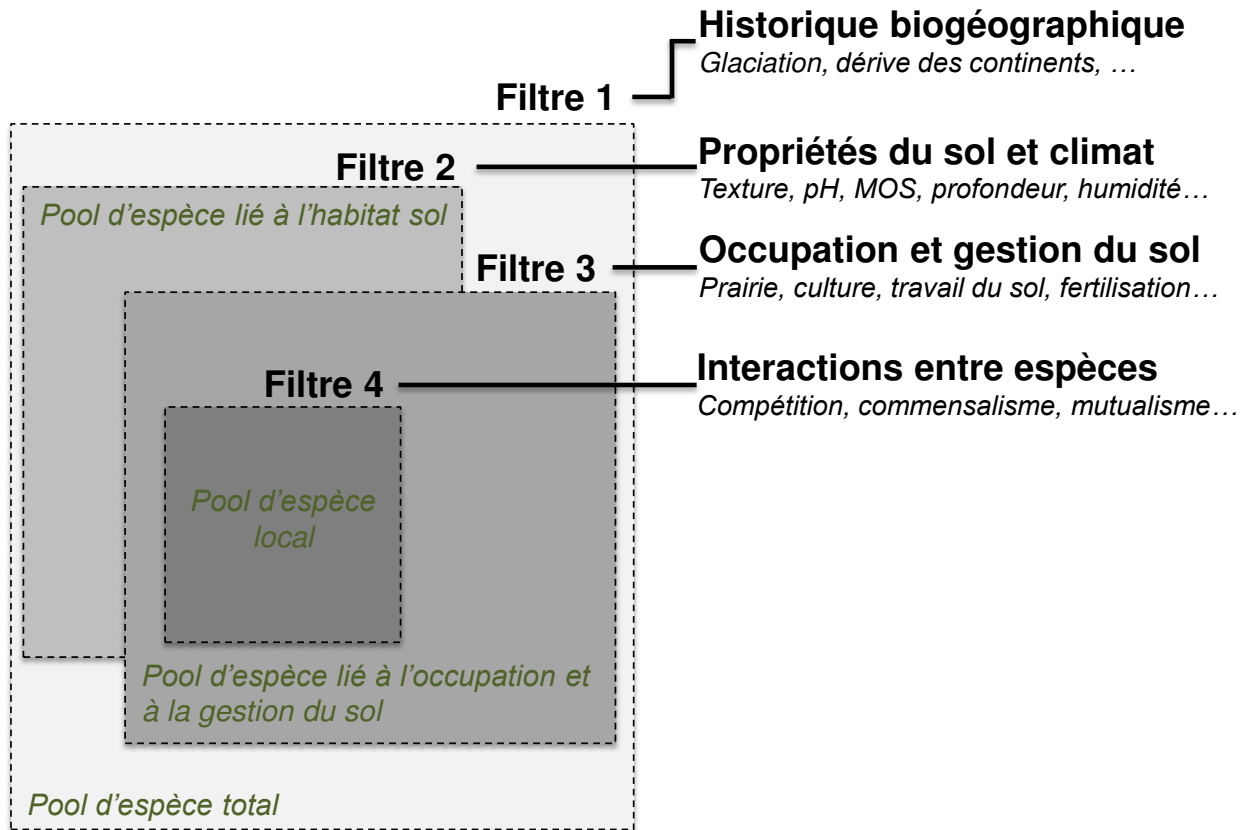 Historique biogéographique
Glaciation, dérive des continents, …
Filtre 1
Filtre 2
Propriétés du sol et climat
Texture, pH, MOS, profondeur, humidité…
Pool d’espèce lié à l’habitat sol
Filtre 3
Occupation et gestion du sol
Prairie, culture, travail du sol, fertilisation…
Filtre 4
Interactions entre espèces
Compétition, commensalisme, mutualisme…
Pool d’espèce
local
Pool d’espèce lié à l’occupation et
à la gestion du sol
Pool d’espèce total